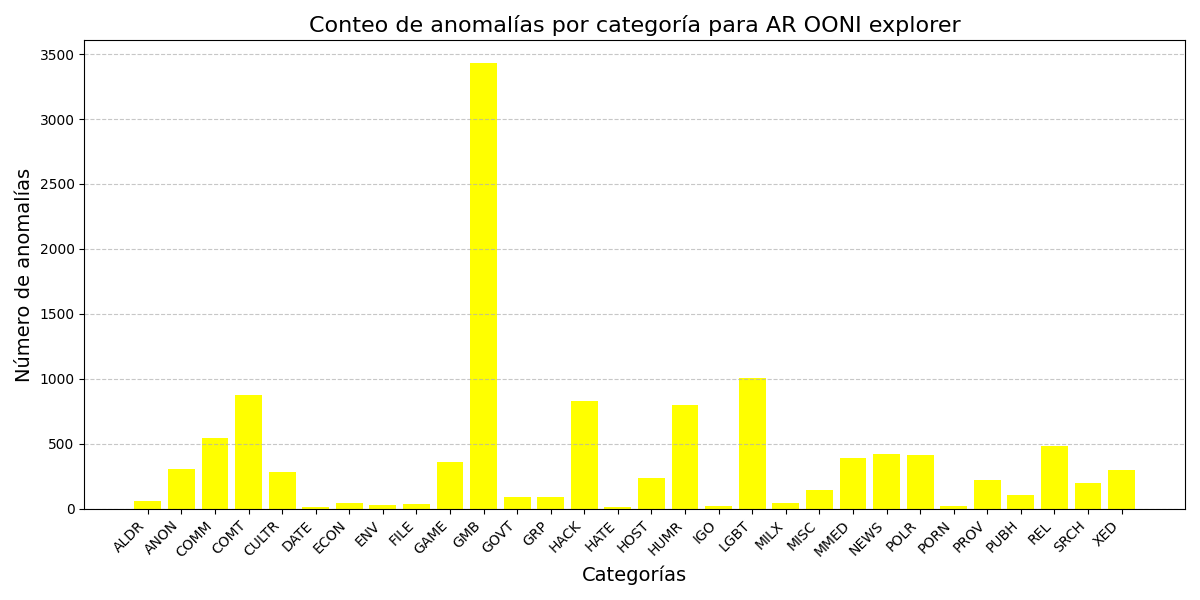 Conteo de anomalías por categoría para AR OONI explorer
Número de anomalías
3500
3000
2500
2000
1500
1000
500
0
ALDR
ANON
COMM
COMT
CULTR
DATE
ECON
ENV
FILE
GAME
GMB
GOVT
GRP
HACK
HATE
HOST
HUMR
IGO
LGBT
MILX
MISC
MMED
NEWS
POLR
PORN
PROV
PUBH
REL
SRCH
XED
Categorías